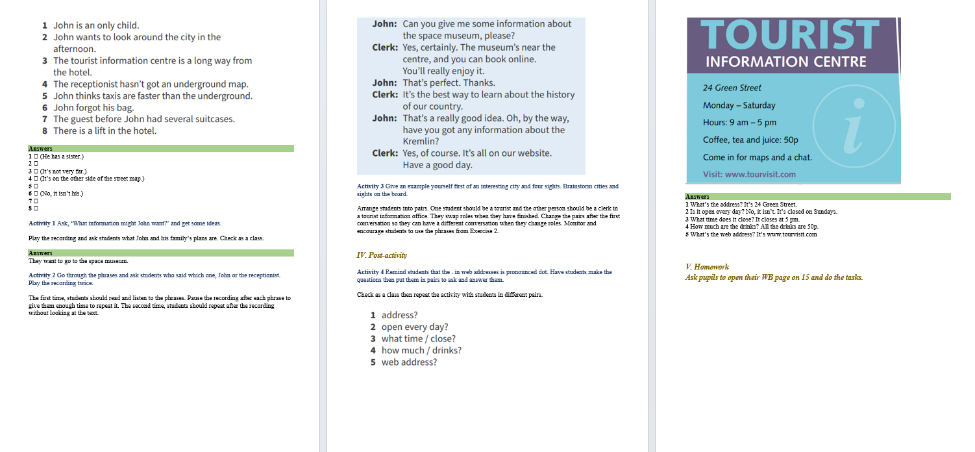 1 John is an only child.
2 John wants to look around the city in the
afternoon.
3 The tourist information centre is a long way from
the hotel.
4 The receptionist hasn't got an underground map.
5 John thinks taxis are faster than the underground.
6 John forgot his bag.
7 The guest before John had several suitcases.
8 There is a lift in the hotel.
Answers
1 □ (He has a sister.)
2 □
3 □ (It's not very far.)
4 □ (It's on the other side of the street map.)
5 □
6 □ (No, it isn't his.)
7 □
8 □
Activity 1 Ask, "What information might John want?" and get some ideas.
Play the recording and ask students what John and his family's plans are. Check as a class.
Answers
They want to go to the space museum.
Activity 2 Go through the phrases and ask students who said which one, John or the receptionist.
Play the recording twice.
The first time, students should read and listen to the phrases. Pause the recording after each phrase to
give them enough time to repeat it. The second time, students should repeat after the recording
without looking at the text.
John: Can you give me some information about
the space museum, please?
Clerk: Yes, certainly. The museum's near the
centre, and you can book online.
You'll really enjoy it.
John: That's perfect. Thanks.
Clerk: It's the best way to learn about the history
of our country.
John: That's a really good idea. Oh, by the way,
have you got any information about the
Kremlin?
Clerk: Yes, of course. It's all on our website.
Have a good day.
Activity 3 Give an example yourself first of an interesting city and four sights. Brainstorm cities and
sights on the board.
Arrange students into pairs. One student should be a tourist and the other person should be a clerk in
a tourist information office. They swap roles when they have finished. Change the pairs after the first
conversation so they can have a different conversation when they change roles. Monitor and
encourage students to use the phrases from Exercise 2.
IV. Post-activity
Activity 4 Remind students that the . in web addresses is pronounced dot. Have students make the
questions then put them in pairs to ask and answer them.
Check as a class then repeat the activity with students in different pairs.
1 address?
2 open every day?
3 what time / close?
4 how much / drinks?
5 web address?
TOURIST
INFORMATION CENTRE
24 Green Street
Monday – Saturday
Hours: 9 am – 5 pm
Coffee, tea and juice: 50p
Come in for maps and a chat.
Visit: www.tourvisit.com
i
Answers
1 What's the address? It's 24 Green Street.
2 Is it open every day? No, it isn't. It's closed on Sundays.
3 What time does it close? It closes at 5 pm.
4 How much are the drinks? All the drinks are 50p.
5 What's the web address? It's www.tourvisit.com
V. Homework
Ask pupils to open their WB page on 15 and do the tasks.